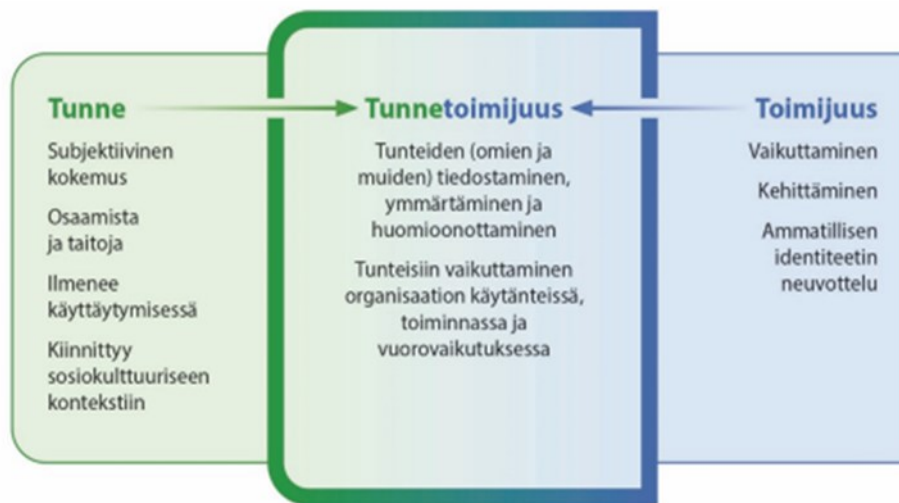 Tunne
Subjektiivinen
kokemus
Osaamista
ja taitoja
Ilmenee
käyttäytymisessä
Kiinnittyy
sosiokulttuuriseen
kontekstiin
Tunnetoimijuus
Tunteiden (omien ja
muiden) tiedostaminen,
ymmärtäminen ja
huomioonottaminen
Tunteisiin vaikuttaminen
organisaation käytänteissä,
toiminnassa ja
vuorovaikutuksessa
Toimijuus
Vaikuttaminen
Kehittäminen
Ammatillisen
identiteetin
neuvottelu